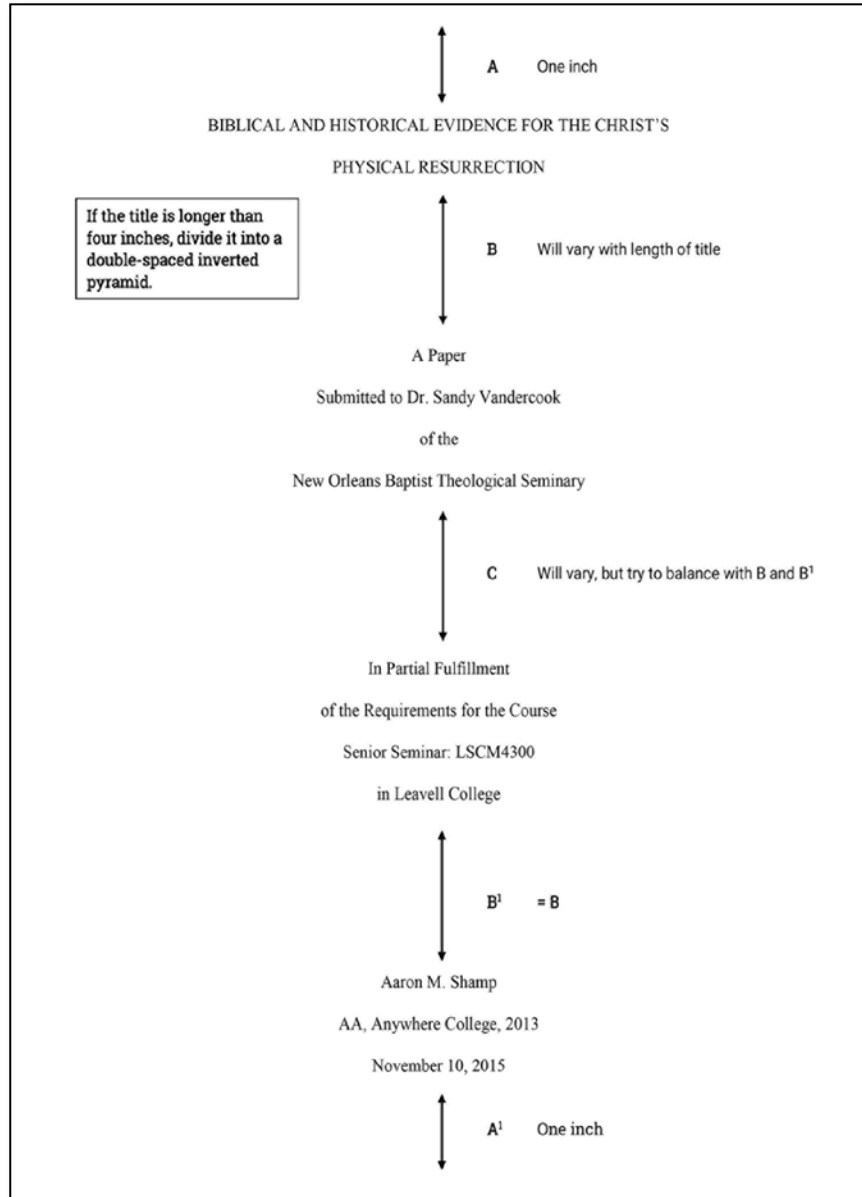 A One inch
BIBLICAL AND HISTORICAL EVIDENCE FOR THE CHRIST'S
PHYSICAL RESURRECTION
If the title is longer than
four inches, divide it into a
double-spaced inverted
pyramid.
B Will vary with length of title
A Paper
Submitted to Dr. Sandy Vandercook
of the
New Orleans Baptist Theological Seminary
C Will vary, but try to balance with B and B¹
In Partial Fulfillment
of the Requirements for the Course
Senior Seminar: LSCM4300
in Leavell College
B¹ = B
Aaron M. Shamp
AA, Anywhere College, 2013
November 10, 2015
A¹ One inch